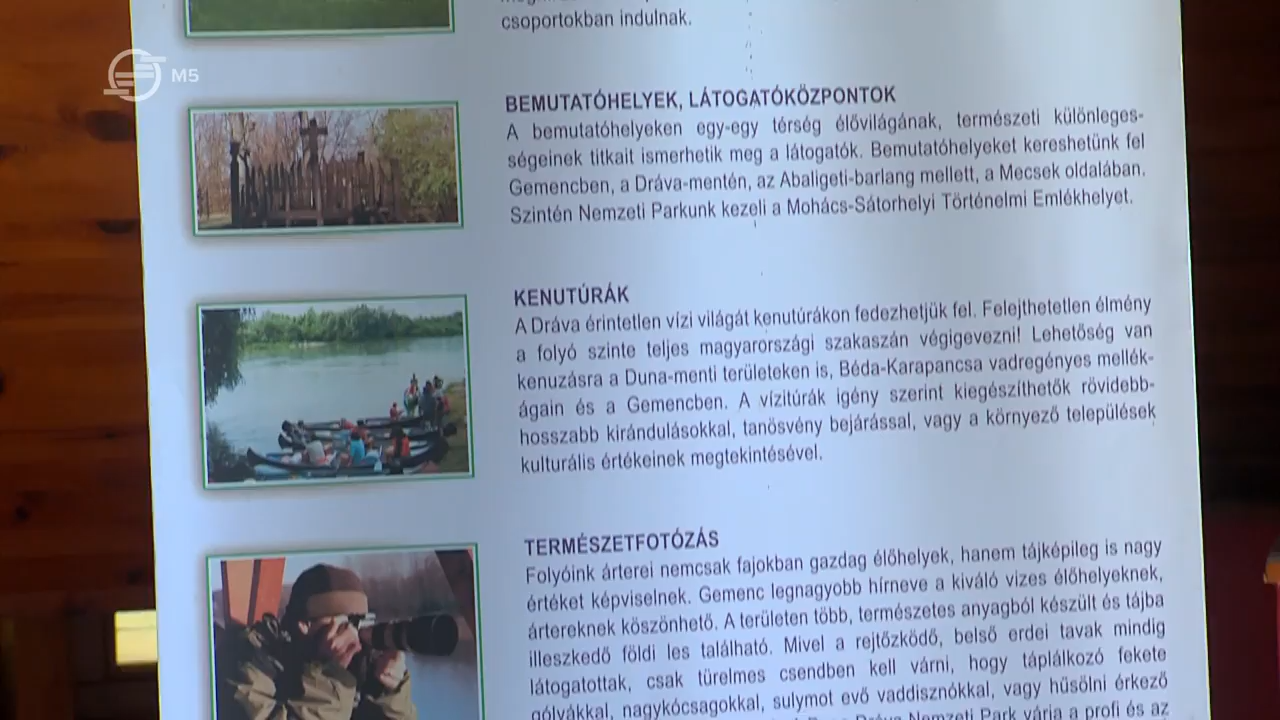 csoportokban indulnak.
M5
BEMUTATÓHELYEK, LÁTOGATÓKÖZPONTOK
A bemutatóhelyeken egy-egy térség élővilágának, természeti különleges-
ségeinek titkait ismerhetik meg a látogatók. Bemutatóhelyeket kereshetünk fel
Gemencben, a Dráva-mentén, az Abaligeti-barlang mellett, a Mecsek oldalában.
Szintén Nemzeti Parkunk kezeli a Mohács-Sátorhelyi Történelmi Emlékhelyet.
KENUTÚRÁK
A Dráva érintetlen vízi világát kenutúrákon fedezhetjük fel. Felejthetetlen élmény
a folyó szinte teljes magyarországi szakaszán végigevezni! Lehetőség van
kenuzásra a Duna-menti területeken is, Béda-Karapancsa vadregényes mellék-
ágain és a Gemencben. A vízitúrák igény szerint kiegészíthetők rövidebb-
hosszabb kirándulásokkal, tanösvény bejárással, vagy a környező települések
kulturális értékeinek megtekintésével.
TERMÉSZETFOTÓZÁS
Folyóink árterei nemcsak fajokban gazdag élőhelyek, hanem tájképileg is nagy
értéket képviselnek. Gemenc legnagyobb hírneve a kiváló vizes élőhelyeknek,
ártereknek köszönhető. A területen több, természetes anyagból készült és tájba
illeszkedő földi les található. Mivel a rejtőzködő, belső erdei tavak mindig
látogatottak, csak türelmes csendben kell várni, hogy táplálkozó fekete
gólyákkal, nagykócsagokkal, sulymot evő vaddisznókkal, vagy hűsölni érkező
Nemzeti Park várja a profi és az